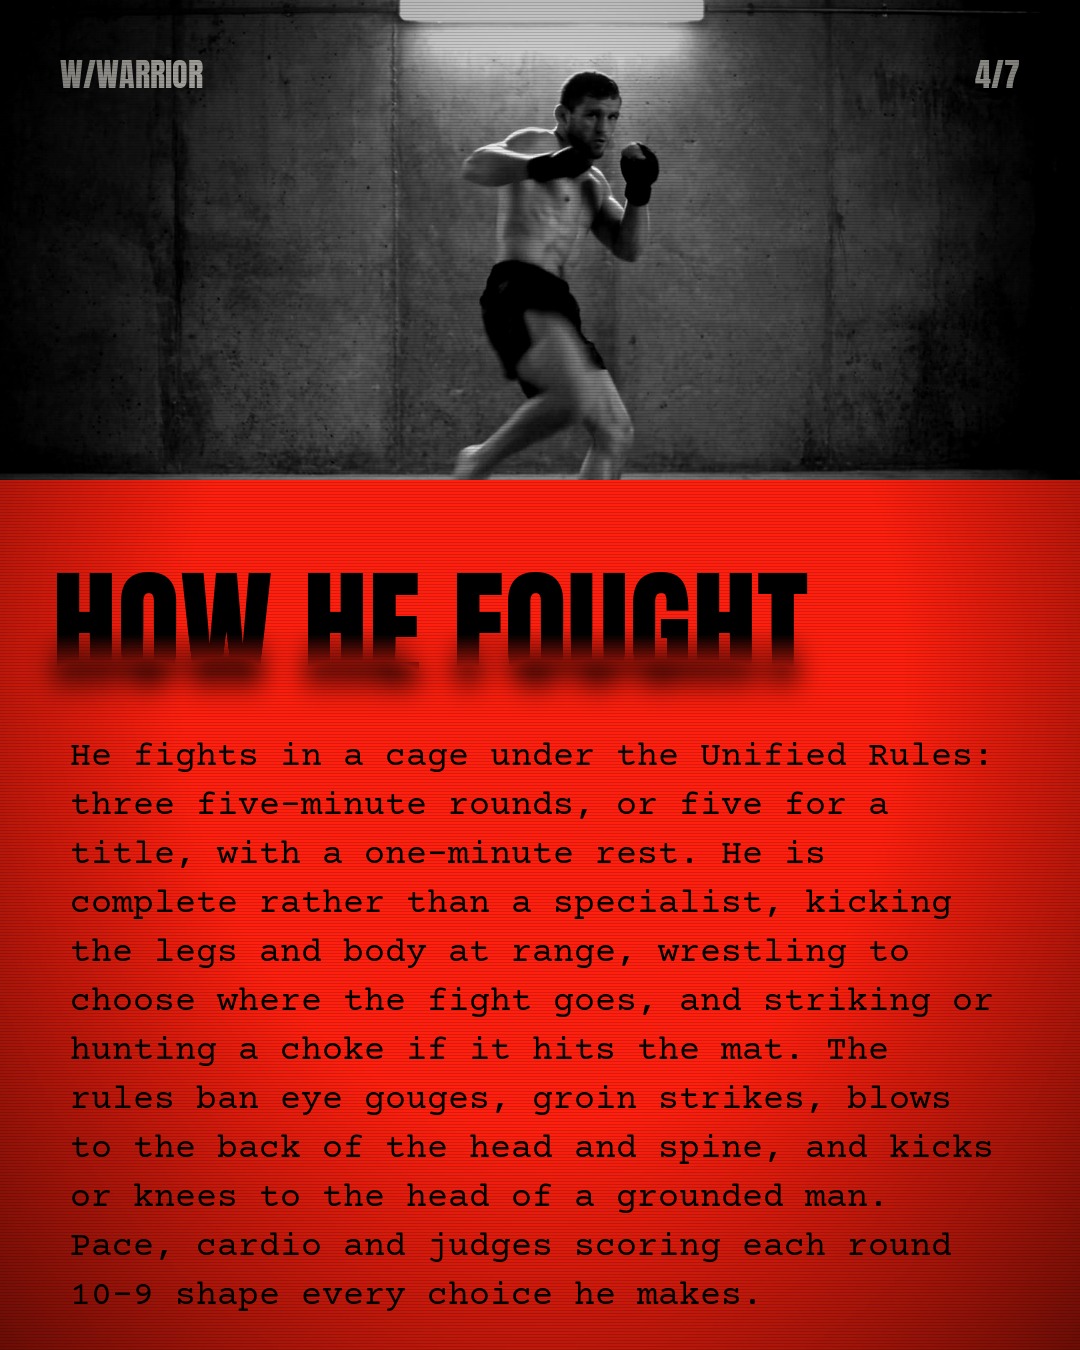 W/WARRIOR
4/7
HOW HE FOUGHT
He fights in a cage under the Unified Rules:
three five-minute rounds, or five for a
title, with a one-minute rest. He is
complete rather than a specialist, kicking
the legs and body at range, wrestling to
choose where the fight goes, and striking or
hunting a choke if it hits the mat. The
rules ban eye gouges, groin strikes, blows
to the back of the head and spine, and kicks
or knees to the head of a grounded man.
Pace, cardio and judges scoring each round
10-9 shape every choice he makes.